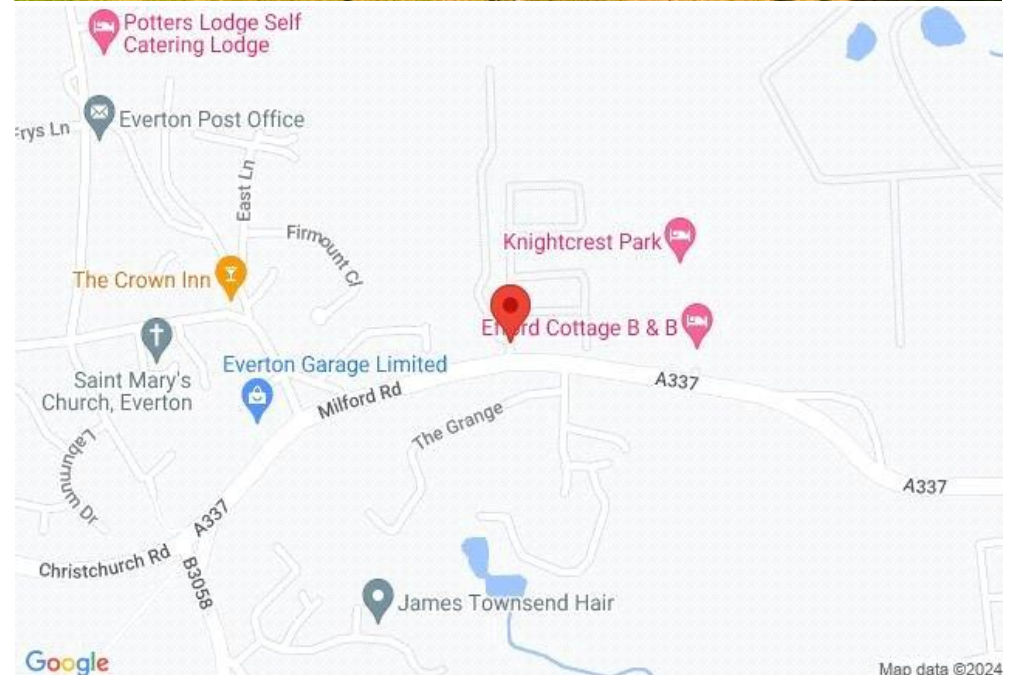 Potters Lodge Self
Catering Lodge
Everton Post Office
Frys Ln
East Ln
Firmount Cl
Knightcrest Park
The Crown Inn
Efford Cottage B & B
Saint Mary's
Church, Everton
Everton Garage Limited
Milford Rd
A337
The Grange
Laburnum Dr
A337
A337
Christchurch Rd
B3058
James Townsend Hair
Google
Map data ©2024